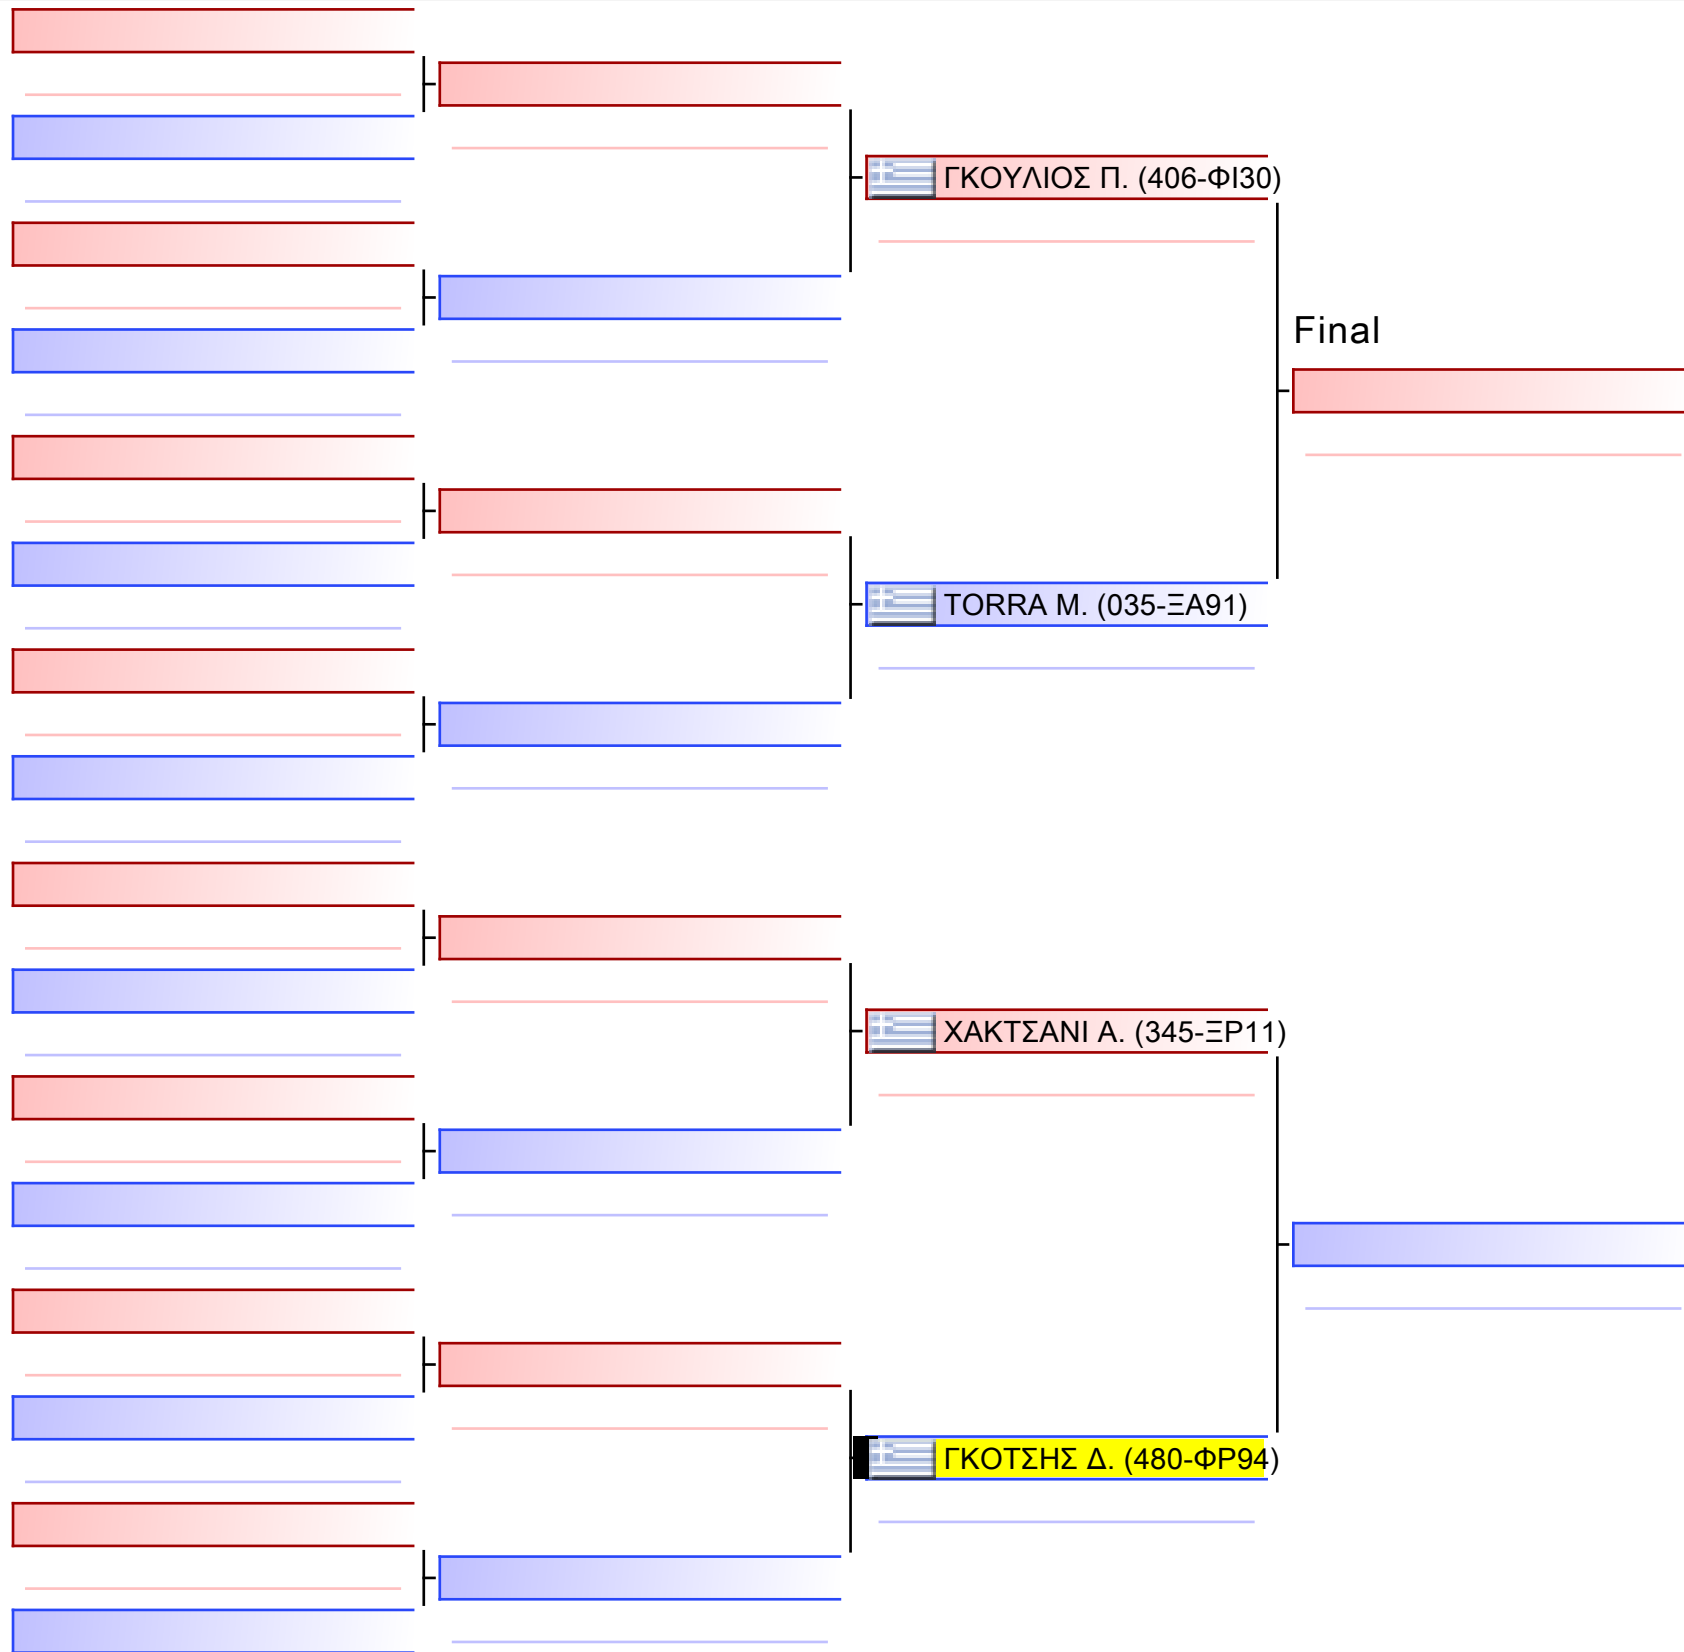 ΓΚΟΥΛΙΟΣ Π. (406-ΦΙ30)
Final
TORRA M. (035-ΞΑ91)
ΧΑΚΤΣΑΝΙ Α. (345-ΞΡ11)
ΓΚΟΤΣΗΣ Δ. (480-ΦΡ94)